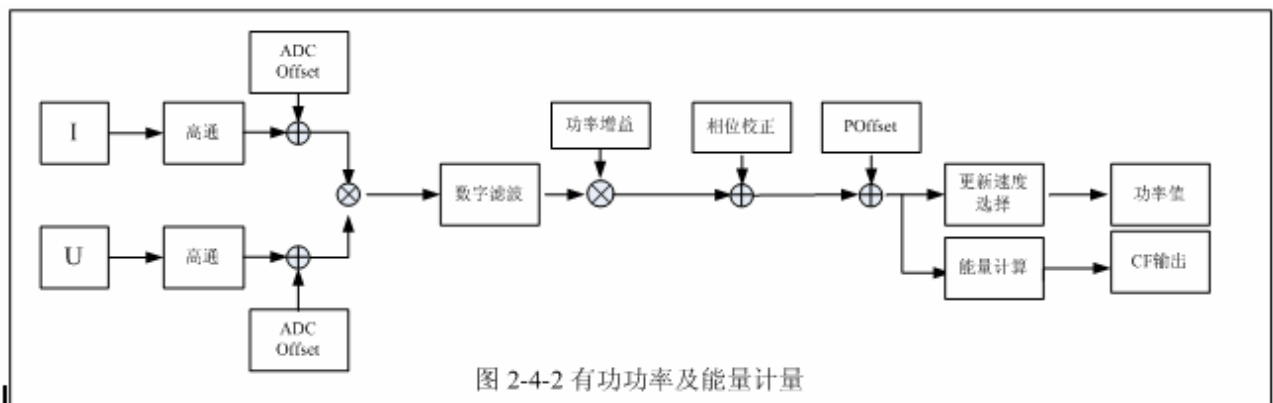 ADC
Offset
I
高通
功率增益
相位校正
POffset
数字滤波
更新速度
选择
功率值
U
高通
能量计算
CF输出
ADC
Offset
图 2-4-2 有功功率及能量计量